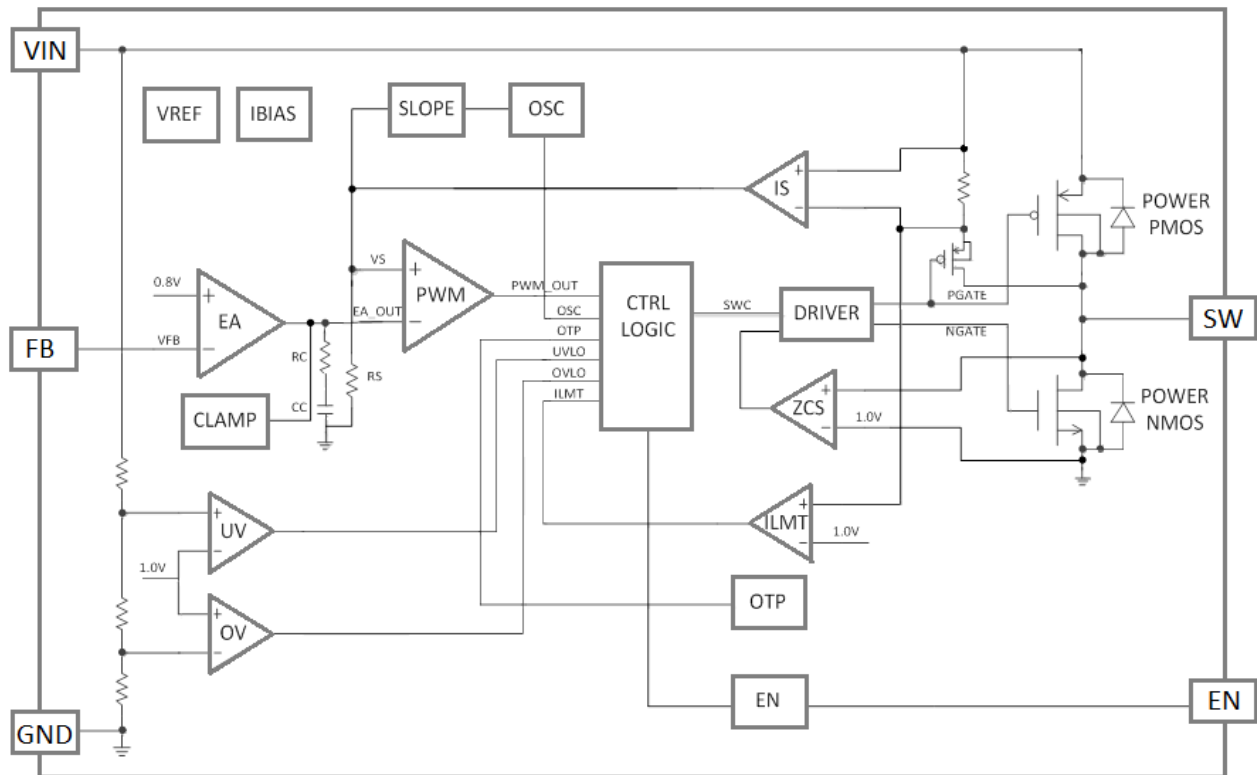 VIN
VREF
IBIAS
SLOPE
OSC
+
IS
−
POWER
PMOS
0.8V
+
EA
VFB
−
VS
+
PWM
EA_OUT
−
PWM_OUT
OSC
OTP
UVLO
OVLO
ILMT
CTRL
LOGIC
SWC
DRIVER
PGATE
NGATE
SW
FB
RC
RS
CC
CLAMP
+
ZCS
1.0V
−
POWER
NMOS
+
UV
−
1.0V
+
OV
−
+
ILMT
−
1.0V
OTP
EN
EN
GND